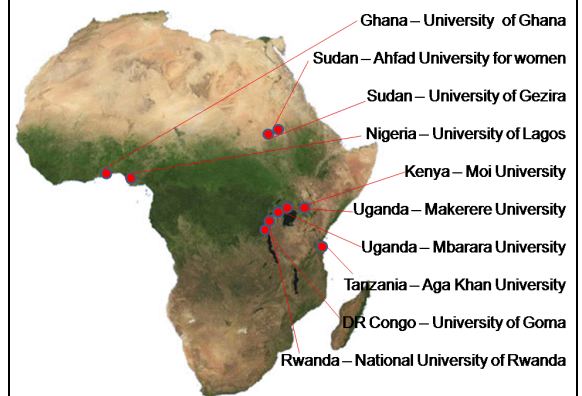 Ghana – University of Ghana
Sudan – Ahfad University for women
Sudan – University of Gezira
Nigeria – University of Lagos
Kenya – Moi University
Uganda – Makerere University
Uganda – Mbarara University
Tanzania – Aga Khan University
DR Congo – University of Goma
Rwanda – National University of Rwanda